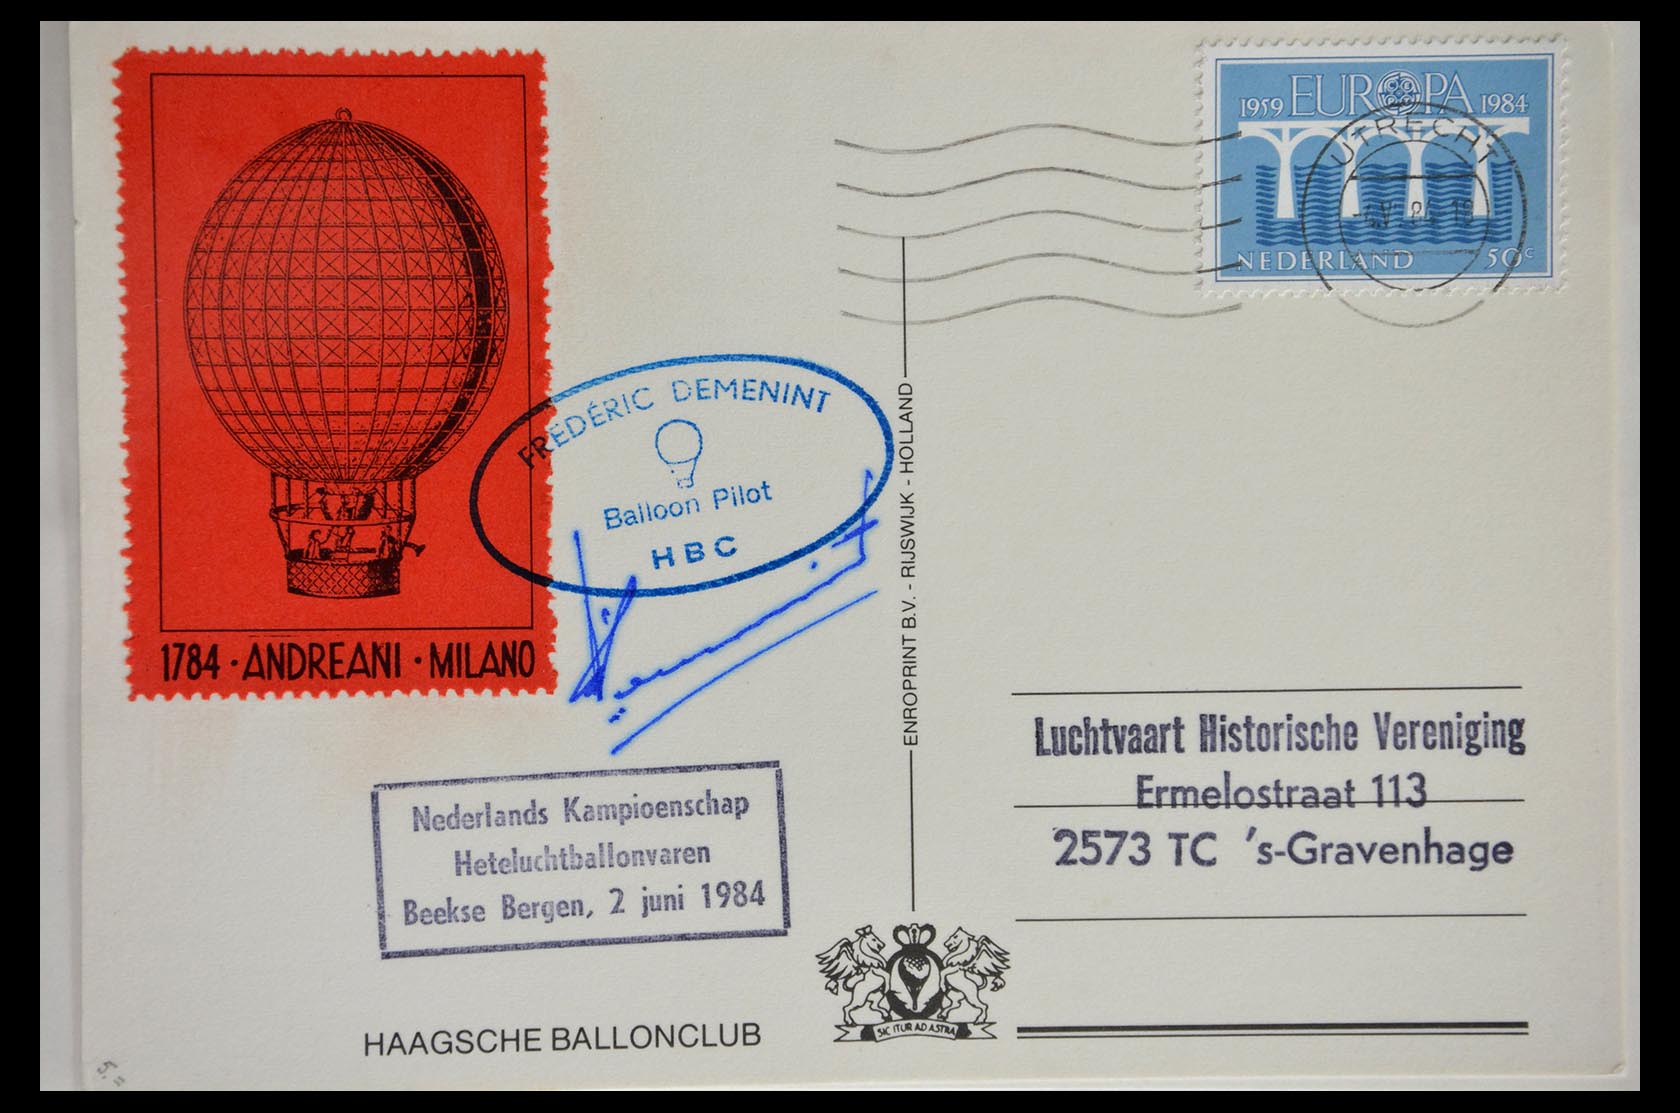 1959 EUROPA 1984
UTRECHT
NEDERLAND 50c
1784 · ANDREANI · MILANO
FRÉDÉRIC DEMENINT
Balloon Pilot
HBC
ENROPRINT B.V. - RIJSWIJK - HOLLAND
Luchtvaart Historische Vereniging
Ermelostraat 113
2573 TC 's-Gravenhage
Nederlands Kampioenschap
Heteluchtballonvaren
Beekse Bergen, 2 juni 1984
SIC ITUR AD ASTRA
HAAGSCHE BALLONCLUB
5.=